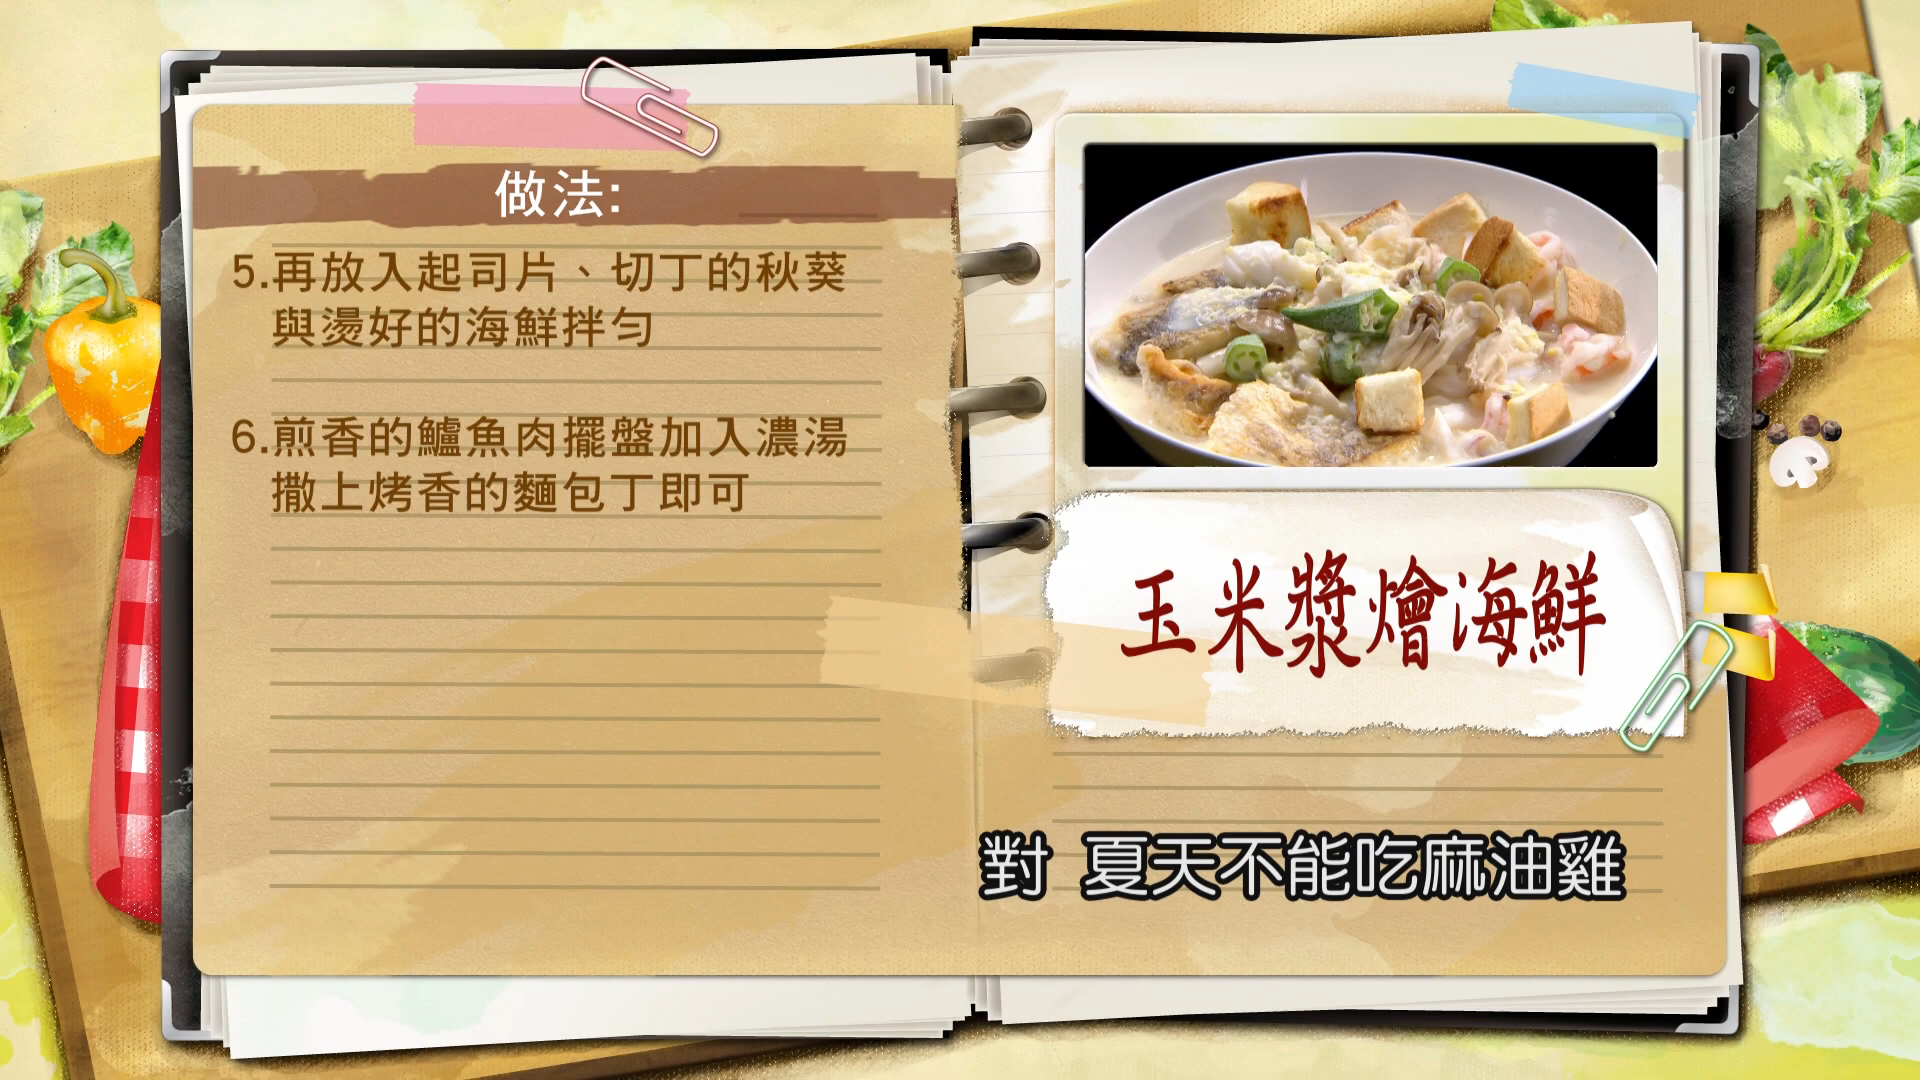 做法:
5.再放入起司片、切丁的秋葵
與燙好的海鮮拌勻
6.煎香的鱸魚肉擺盤加入濃湯
撒上烤香的麵包丁即可
玉米漿燴海鮮
對 夏天不能吃麻油雞